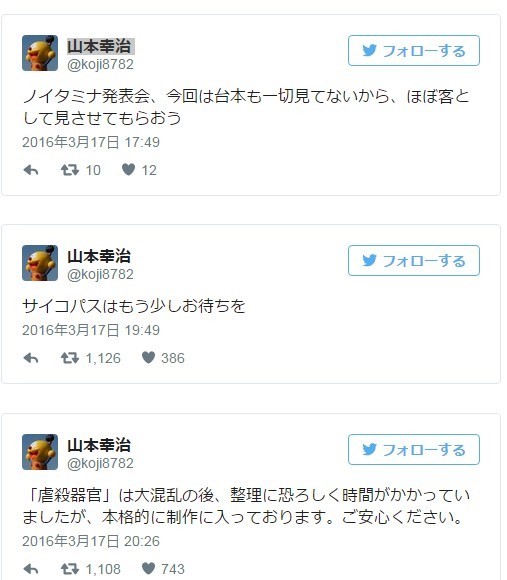 山本幸治
フォローする
@koji8782
ノイタミナ発表会、今回は台本も一切見てないから、ほぼ客と
して見させてもらおう
2016年3月17日 17:49
10 12
山本幸治
フォローする
@koji8782
サイコパスはもう少しお待ちを
2016年3月17日 19:49
1,126 386
山本幸治
フォローする
@koji8782
「虐殺器官」は大混乱の後、整理に恐ろしく時間がかかってい
ましたが、本格的に制作に入っております。ご安心ください。
2016年3月17日 20:26
1,108 743